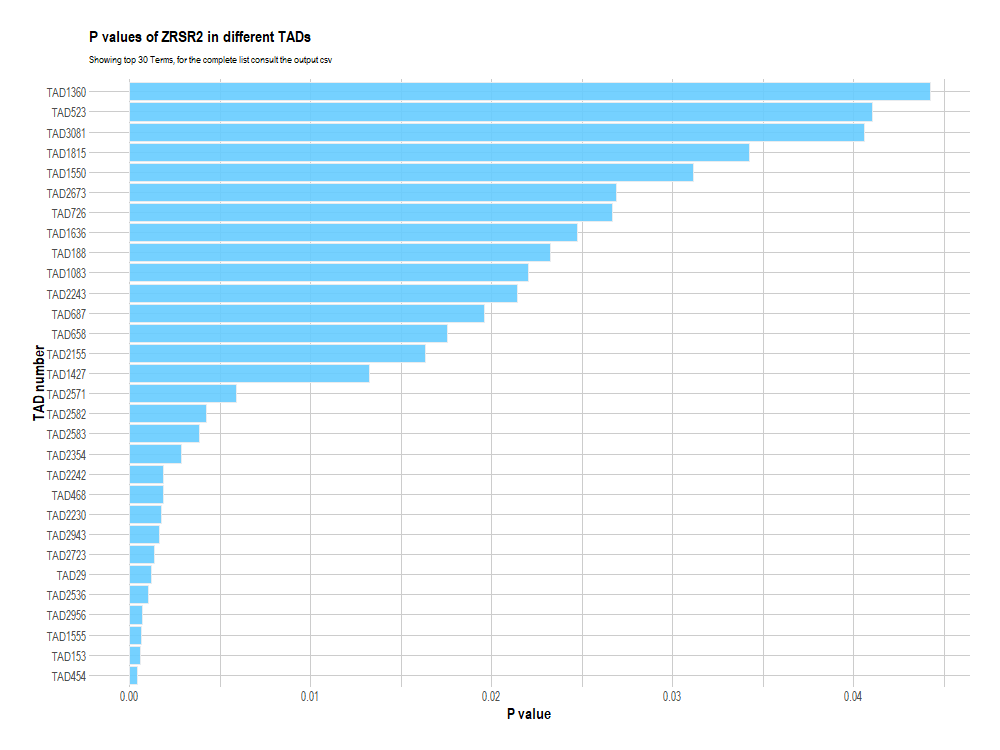 P values of ZRSR2 in different TADs
Showing top 30 Terms, for the complete list consult the output csv
TAD number
TAD1360
TAD523
TAD3081
TAD1815
TAD1550
TAD2673
TAD726
TAD1636
TAD188
TAD1083
TAD2243
TAD687
TAD658
TAD2155
TAD1427
TAD2571
TAD2582
TAD2583
TAD2354
TAD2242
TAD468
TAD2230
TAD2943
TAD2723
TAD29
TAD2536
TAD2956
TAD1555
TAD153
TAD454
0.00 0.01 0.02 0.03 0.04
P value